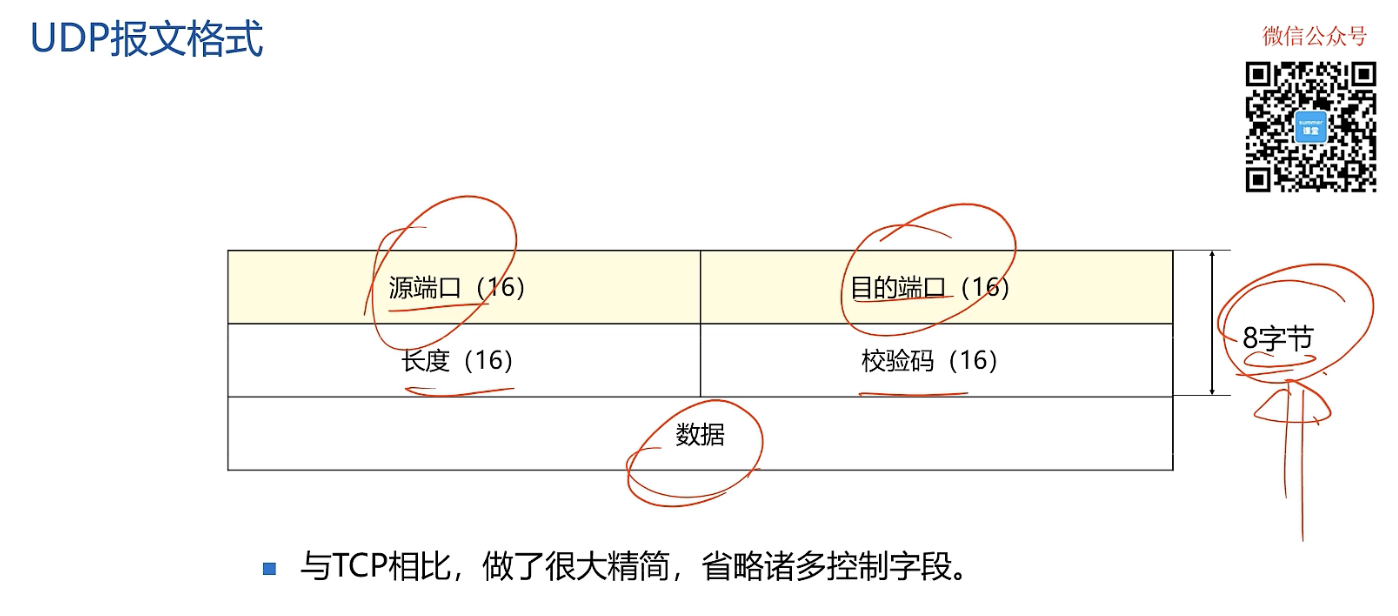 UDP报文格式
微信公众号
summer
课堂
源端口（16）
目的端口（16）
8字节
长度（16）
校验码（16）
数据
与TCP相比，做了很大精简，省略诸多控制字段。